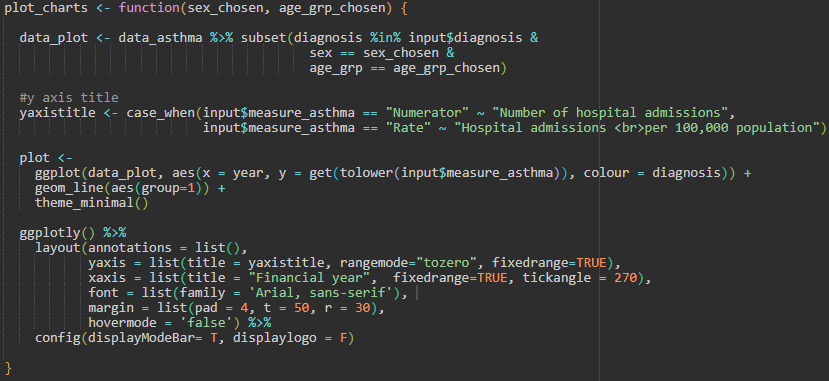 plot_charts <- function(sex_chosen, age_grp_chosen) {
data_plot <- data_asthma %>% subset(diagnosis %in% input$diagnosis &
sex == sex_chosen &
age_grp == age_grp_chosen)
#y axis title
yaxistitle <- case_when(input$measure_asthma == "Numerator" ~ "Number of hospital admissions",
input$measure_asthma == "Rate" ~ "Hospital admissions <br>per 100,000 population")
plot <-
ggplot(data_plot, aes(x = year, y = get(tolower(input$measure_asthma)), colour = diagnosis)) +
geom_line(aes(group=1)) +
theme_minimal()
ggplotly() %>%
layout(annotations = list(),
yaxis = list(title = yaxistitle, rangemode="tozero", fixedrange=TRUE),
xaxis = list(title = "Financial year",  fixedrange=TRUE, tickangle = 270),
font = list(family = 'Arial, sans-serif'),
margin = list(pad = 4, t = 50, r = 30),
hovermode = 'false') %>%
config(displayModeBar= T, displaylogo = F)
}